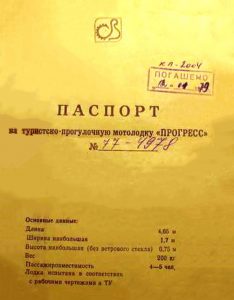 КП-2004
ПОГАШЕНО
79
ПАСПОРТ
на туристско-прогулочную мотолодку «ПРОГРЕСС»
№ 17-4978
Основные данные:
Длина 4,65 м
Ширина наибольшая 1,7 м
Высота наибольшая (без ветрового стекла) 0,75 м
Вес 200 кг
Пассажировместимость 4—5 чел.
Лодка испытана в соответствии
с рабочими чертежами и ТУ